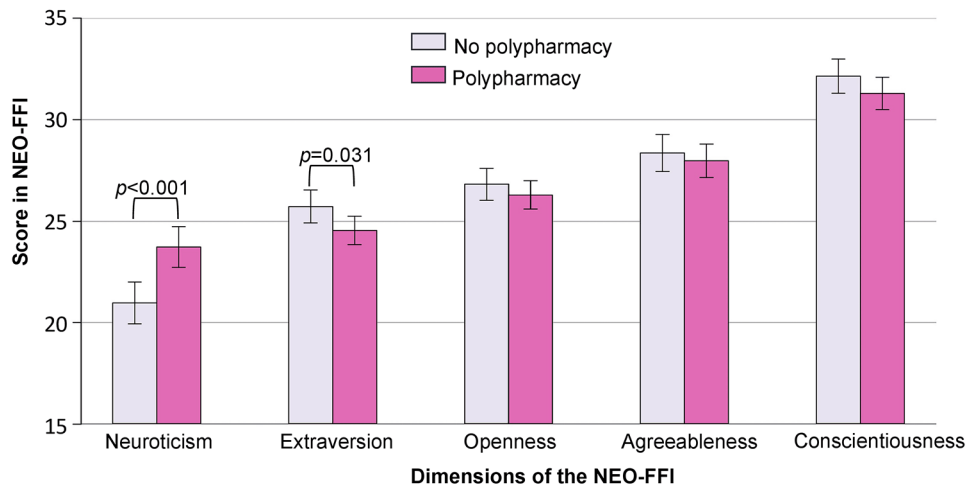 35
No polypharmacy
Polypharmacy
30
p=0.031
p<0.001
25
20
15
Score in NEO-FFI
Neuroticism
Extraversion
Openness
Agreeableness
Conscientiousness
Dimensions of the NEO-FFI